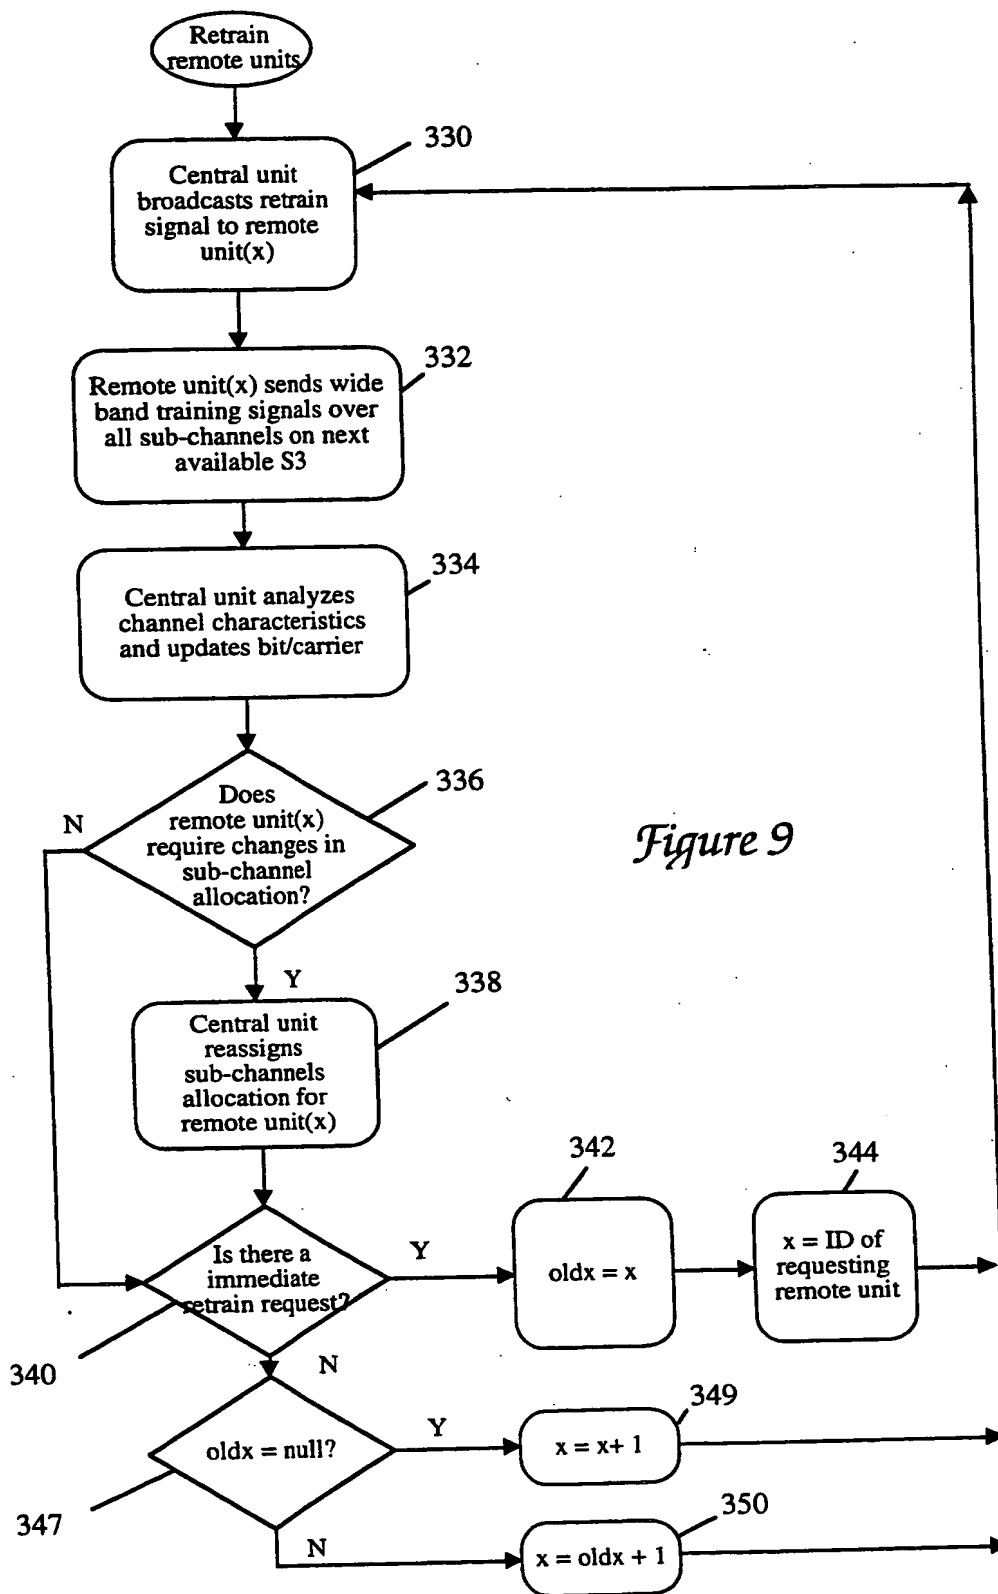 Retrain
remote units
330
Central unit
broadcasts retrain
signal to remote
unit(x)
332
Remote unit(x) sends wide
band training signals over
all sub-channels on next
available S3
334
Central unit analyzes
channel characteristics
and updates bit/carrier
336
Does
remote unit(x)
require changes in
sub-channel
allocation?
N
Figure 9
Y
338
Central unit
reassigns
sub-channels
allocation for
remote unit(x)
342
344
Is there a
immediate
retrain request?
Y
oldx = x
x = ID of
requesting
remote unit
340
N
349
oldx = null?
Y
x = x+ 1
347
350
N
x = oldx + 1